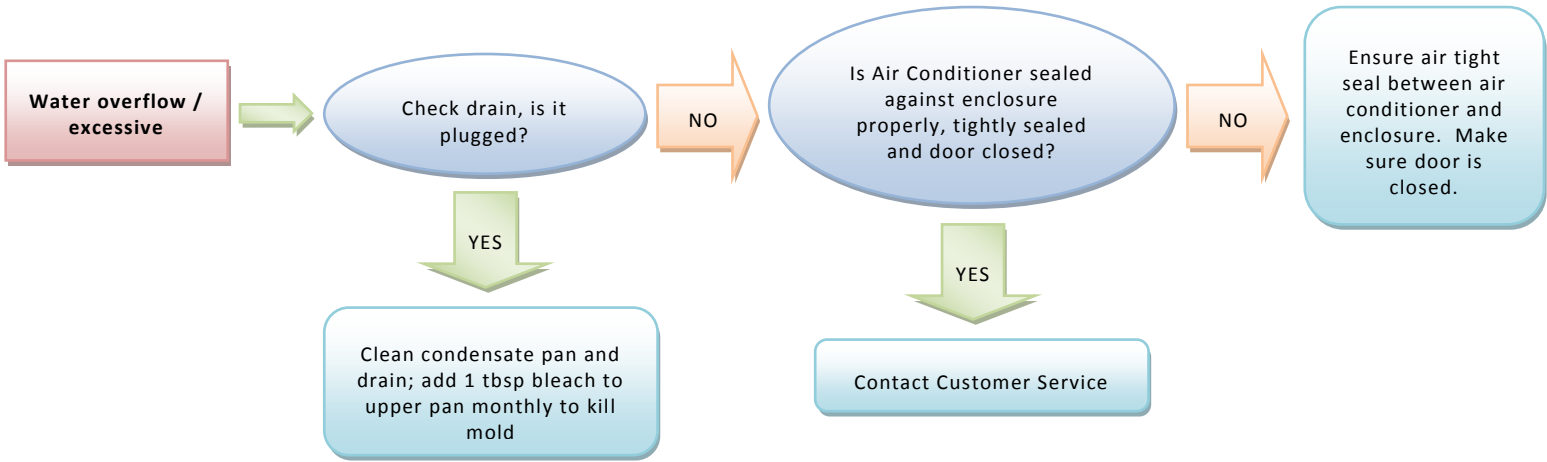 Water overflow /
excessive
Check drain, is it
plugged?
NO
Is Air Conditioner sealed
against enclosure
properly, tightly sealed
and door closed?
NO
Ensure air tight
seal between air
conditioner and
enclosure.  Make
sure door is
closed.
YES
YES
Clean condensate pan and
drain; add 1 tbsp bleach to
upper pan monthly to kill
mold
Contact Customer Service